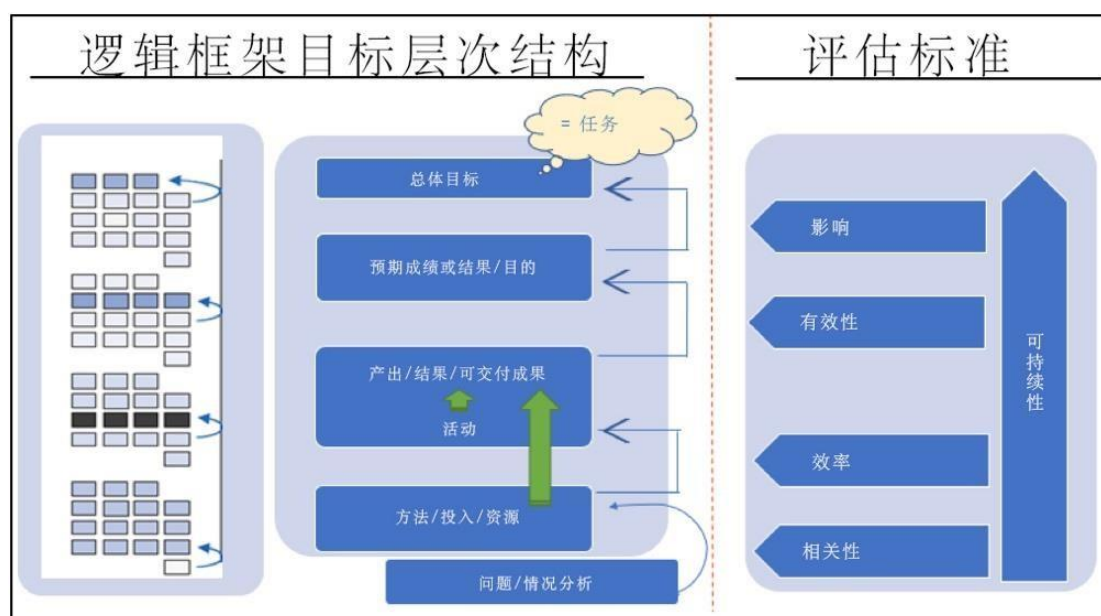 逻辑框架目标层次结构
评估标准
= 任务
总体目标
预期成绩或结果/目的
产出/结果/可交付成果
活动
方法/投入/资源
问题/情况分析
影响
有效性
效率
相关性
可持续性